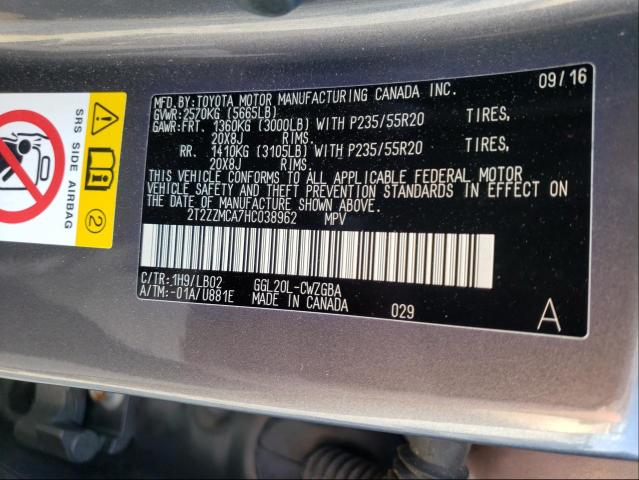 MFD.BY:TOYOTA MOTOR MANUFACTURING CANADA INC. 09/16
GVWR:2570KG (5665LB)
GAWR:FRT. 1360KG (3000LB) WITH P235/55R20 TIRES,
20X8J RIMS,
RR. 1410KG (3105LB) WITH P235/55R20 TIRES,
20X8J RIMS.
THIS VEHICLE CONFORMS TO ALL APPLICABLE FEDERAL MOTOR
VEHICLE SAFETY AND THEFT PREVENTION STANDARDS IN EFFECT ON
THE DATE OF MANUFACTURE SHOWN ABOVE.
2T2ZZMCA7HC038962 MPV
C/TR:1H9/LB02 GGL20L-CWZGBA
A/TM:-01A/U881E MADE IN CANADA 029 A
SRS SIDE AIRBAG
2